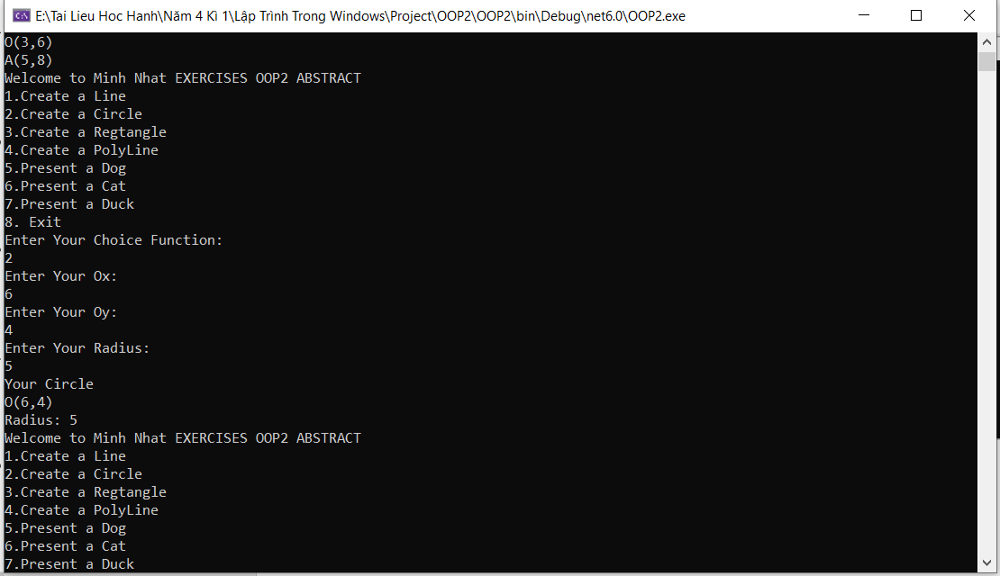 E:\Tai Lieu Hoc Hanh\Năm 4 Kì 1\Lập Trình Trong Windows\Project\OOP2\OOP2\bin\Debug\net6.0\OOP2.exe
O(3,6)
A(5,8)
Welcome to Minh Nhat EXERCISES OOP2 ABSTRACT
1.Create a Line
2.Create a Circle
3.Create a Regtangle
4.Create a PolyLine
5.Present a Dog
6.Present a Cat
7.Present a Duck
8. Exit
Enter Your Choice Function:
2
Enter Your Ox:
6
Enter Your Oy:
4
Enter Your Radius:
5
Your Circle
O(6,4)
Radius: 5
Welcome to Minh Nhat EXERCISES OOP2 ABSTRACT
1.Create a Line
2.Create a Circle
3.Create a Regtangle
4.Create a PolyLine
5.Present a Dog
6.Present a Cat
7.Present a Duck